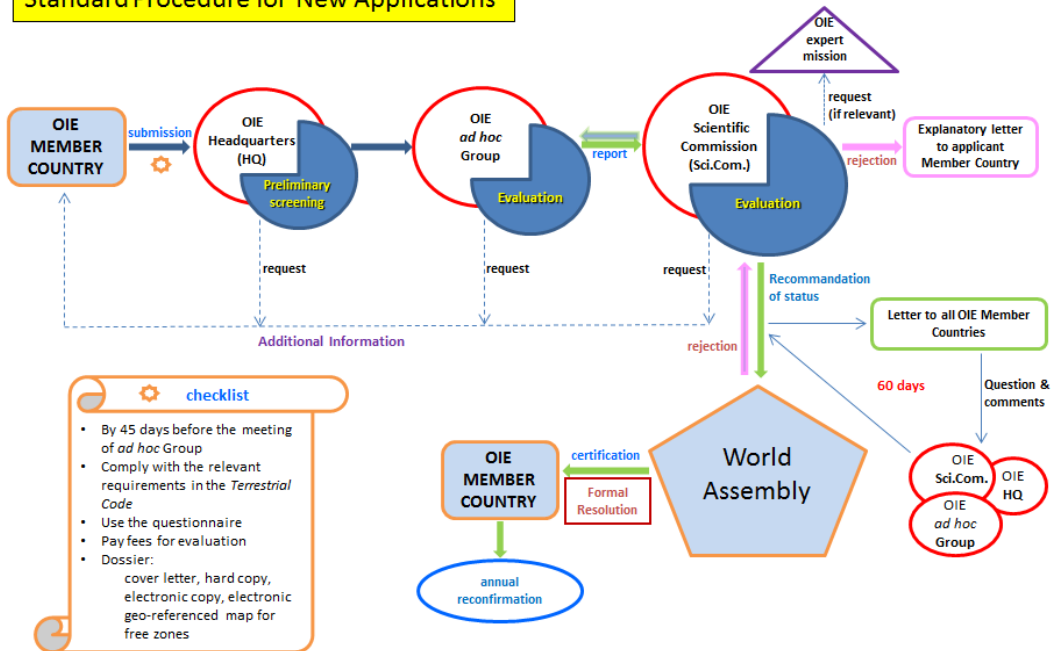 Standard Procedure for New Applications
OIE
expert
mission
OIE
MEMBER
COUNTRY
submission
OIE
Headquarters
(HQ)
Preliminary
screening
OIE
ad hoc
Group
Evaluation
report
OIE
Scientific
Commission
(Sci.Com.)
Evaluation
request
(if relevant)
rejection
Explanatory letter
to applicant
Member Country
request
request
request
Additional Information
rejection
Recommandation
of status
Letter to all OIE Member
Countries
60 days
Question &
comments
OIE
Sci.Com.
OIE
HQ
OIE
ad hoc
Group
World
Assembly
certification
Formal
Resolution
OIE
MEMBER
COUNTRY
annual
reconfirmation
checklist
• By 45 days before the meeting
of ad hoc Group
• Comply with the relevant
requirements in the Terrestrial
Code
• Use the questionnaire
• Pay fees for evaluation
• Dossier:
cover letter, hard copy,
electronic copy, electronic
geo-referenced map for
free zones